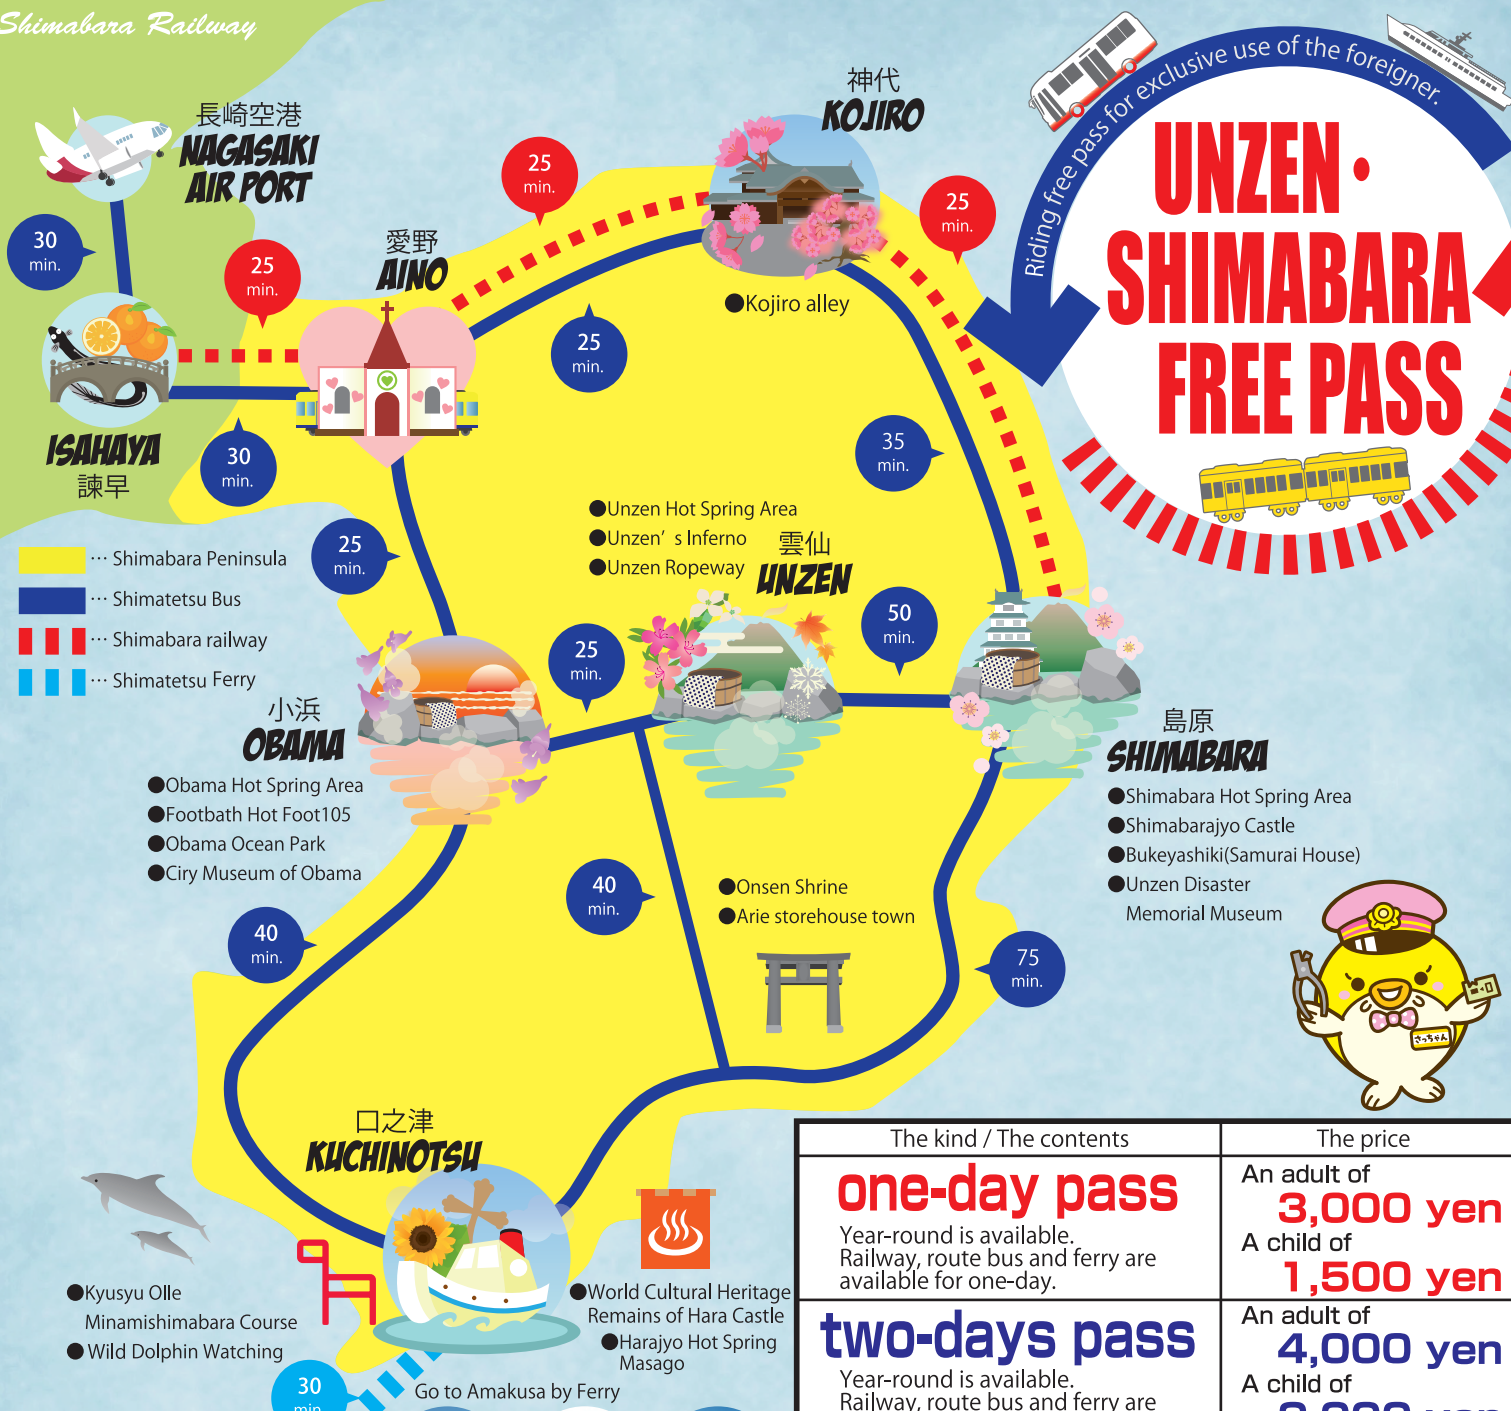 Shimabara Railway
長崎空港
NAGASAKI
AIR PORT
30
min.
25
min.
ISAHAYA
諫早
30
min.
愛野
AINO
25
min.
25
min.
神代
KOJIRO
●Kojiro alley
25
min.
35
min.
Riding free pass for exclusive use of the foreigner.
UNZEN・
SHIMABARA
FREE PASS
… Shimabara Peninsula
… Shimatetsu Bus
… Shimabara railway
… Shimatetsu Ferry
25
min.
小浜
OBAMA
●Obama Hot Spring Area
●Footbath Hot Foot105
●Obama Ocean Park
●Ciry Museum of Obama
●Unzen Hot Spring Area
●Unzen’s Inferno
●Unzen Ropeway
雲仙
UNZEN
25
min.
50
min.
島原
SHIMABARA
●Shimabara Hot Spring Area
●Shimabarajyo Castle
●Bukeyashiki(Samurai House)
●Unzen Disaster
Memorial Museum
さっちゃん
40
min.
40
min.
●Onsen Shrine
●Arie storehouse town
75
min.
口之津
KUCHINOTSU
●Kyusyu Olle
Minamishimabara Course
●Wild Dolphin Watching
●World Cultural Heritage
Remains of Hara Castle
●Harajyo Hot Spring
Masago
30
min.
Go to Amakusa by Ferry
The kind / The contents
The price
one-day pass
Year-round is available.
Railway, route bus and ferry are
available for one-day.
An adult of
3,000 yen
A child of
1,500 yen
two-days pass
Year-round is available.
Railway, route bus and ferry are
An adult of
4,000 yen
A child of